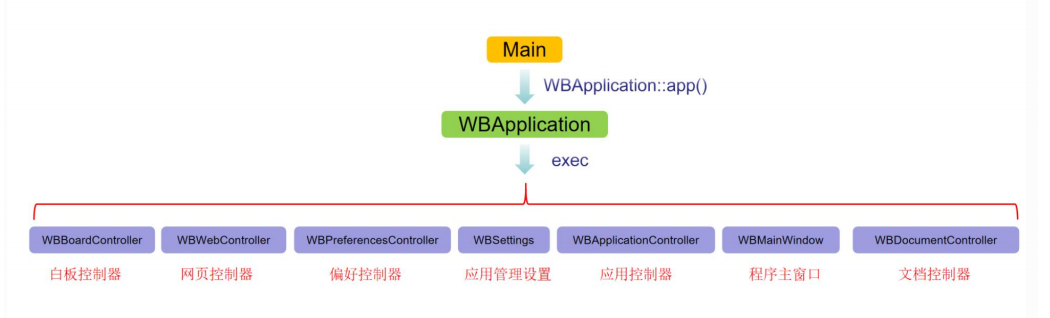 Main
WBApplication::app()
WBApplication
exec
WBBoardController WBWebController WBPreferencesController WBSettings WBApplicationController WBMainWindow WBDocumentController
白板控制器 网页控制器 偏好控制器 应用管理设置 应用控制器 程序主窗口 文档控制器